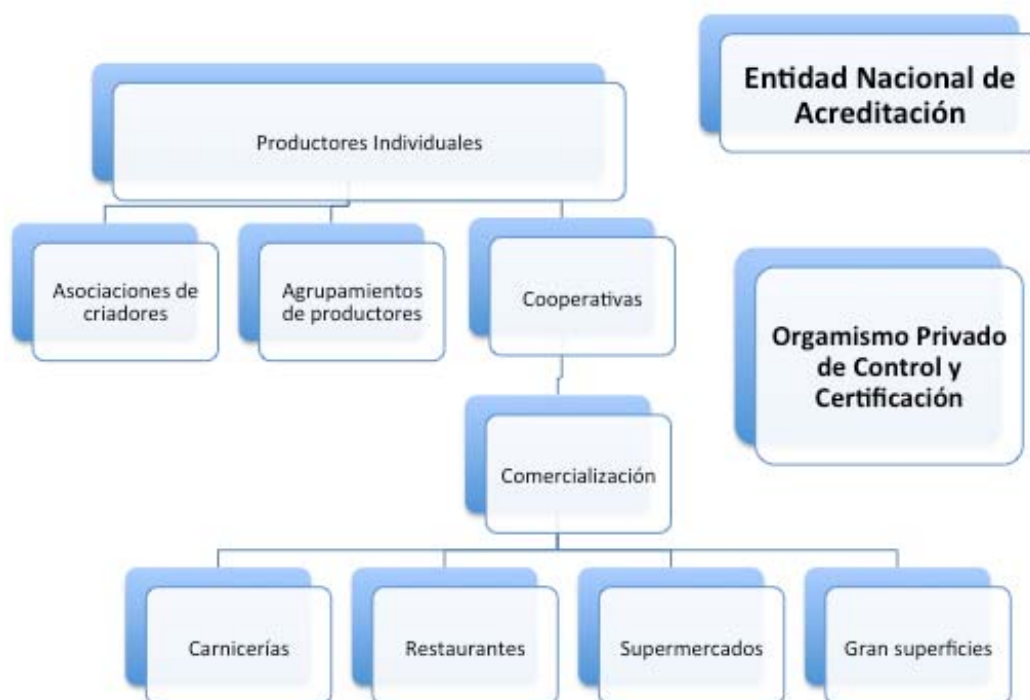 Entidad Nacional de
Acreditación
Productores Individuales
Asociaciones de
criadores
Agrupamientos
de productores
Cooperativas
Orgamismo Privado
de Control y
Certificación
Comercialización
Carnicerías
Restaurantes
Supermercados
Gran superficies